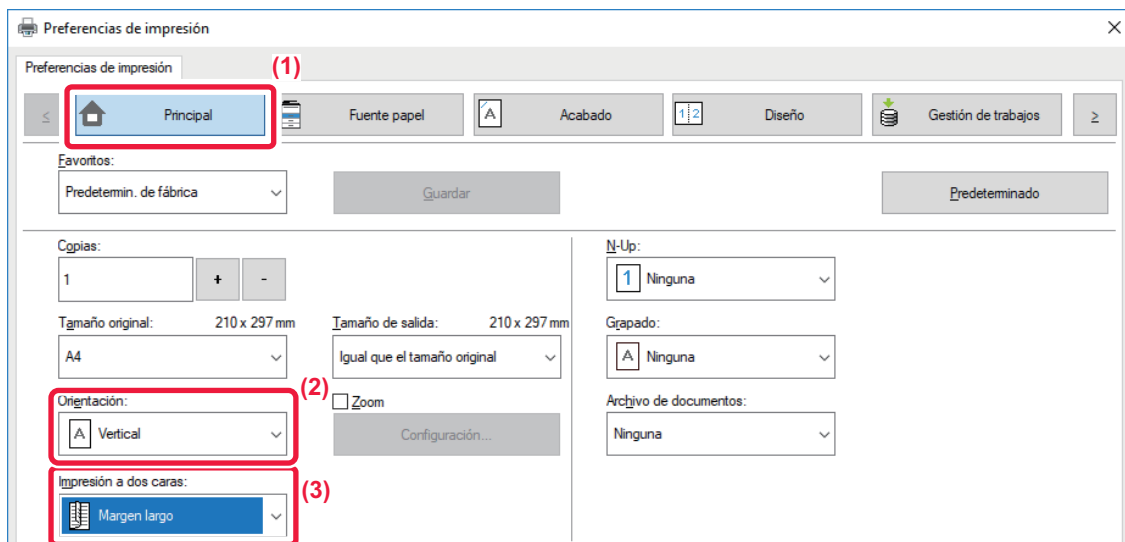 Preferencias de impresión
Preferencias de impresión
(1)
≤ Principal Fuente papel A Acabado 1 2 Diseño Gestión de trabajos ≥
Favoritos:
Predetermin. de fábrica Guardar Predeterminado
Copias: N-Up:
1 + - 1 Ninguna
Tamaño original: 210 x 297 mm Tamaño de salida: 210 x 297 mm Grapado:
A4 Igual que el tamaño original A Ninguna
(2)
Orientación: Zoom Archivo de documentos:
A Vertical Configuración... Ninguna
Impresión a dos caras: (3)
Margen largo